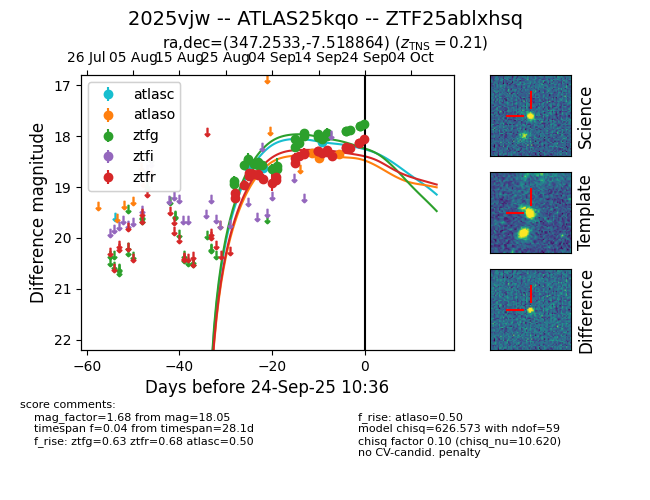 2025vjw -- ATLAS25kqo -- ZTF25ablxhsq
ra,dec=(347.2533,-7.518864) (z_TNS = 0.21)
26 Jul 05 Aug 15 Aug 25 Aug 04 Sep 14 Sep 24 Sep 04 Oct
17
18
19
20
21
22
Difference magnitude
atlasc
atlaso
ztfg
ztfi
ztfr
−60 −40 −20 0
Days before 24-Sep-25 10:36
Science
Template
Difference
score comments:
mag_factor=1.68 from mag=18.05
timespan f=0.04 from timespan=28.1d
f_rise: ztfg=0.63 ztfr=0.68 atlasc=0.50
f_rise: atlaso=0.50
model chisq=626.573 with ndof=59
chisq factor 0.10 (chisq_nu=10.620)
no CV-candid. penalty